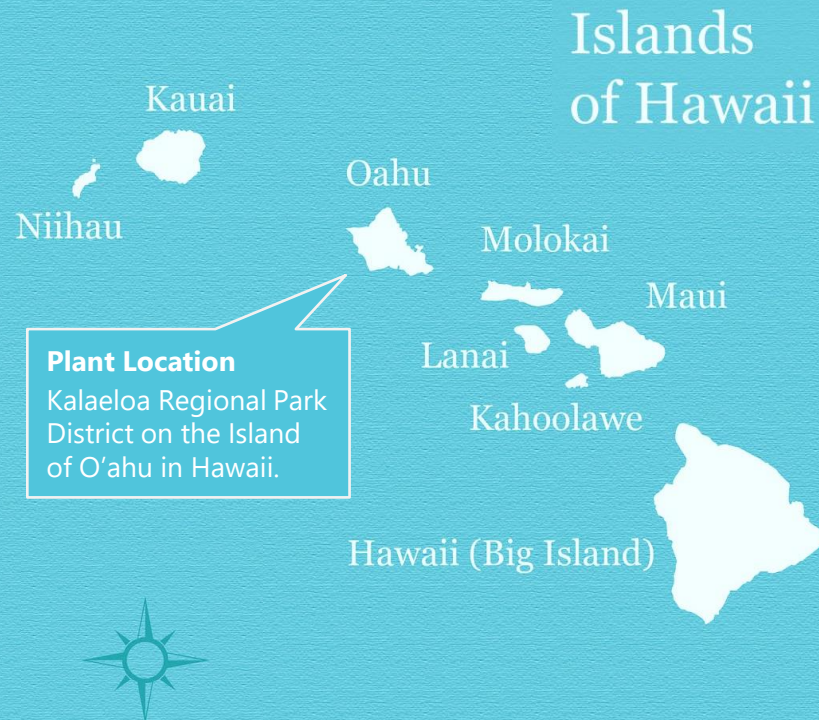 Islands
of Hawaii
Kauai
Oahu
Niihau
Molokai
Maui
Lanai
Kahoolawe
Plant Location
Kalaeloa Regional Park
District on the Island
of O’ahu in Hawaii.
Hawaii (Big Island)